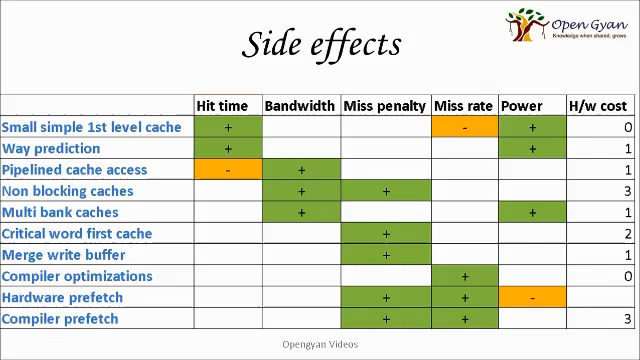 Open Gyan
Knowledge when shared, grows
Side effects
Hit time Bandwidth Miss penalty Miss rate Power H/w cost
Small simple 1st level cache + - + 0
Way prediction + + 1
Pipelined cache access - + 1
Non blocking caches + + 3
Multi bank caches + + 1
Critical word first cache + 2
Merge write buffer + 1
Compiler optimizations + 0
Hardware prefetch + + -
Compiler prefetch + + 3
Opengyan Videos